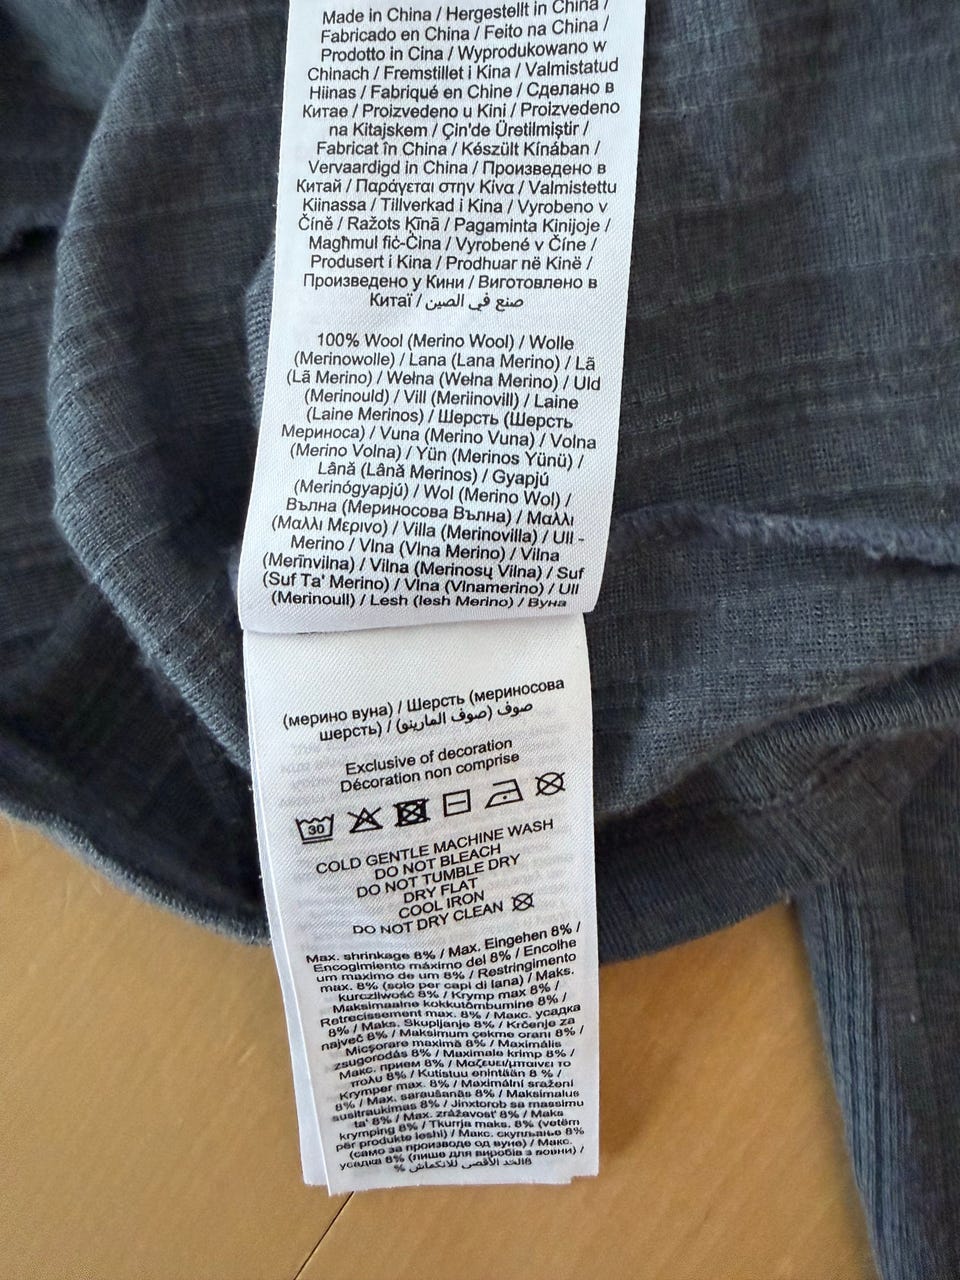 Made in China / Hergestellt in China /
Fabricado en China / Feito na China /
Prodotto in Cina / Wyprodukowano w
Chinach / Fremstillet i Kina / Valmistatud
Hiinas / Fabriqué en Chine / Сделано в
Китае / Proizvedeno u Kini / Proizvedeno
na Kitajskem / Çin'de Üretilmiştir /
Fabricat în China / Készült Kínában /
Vervaardigd in China / Произведено в
Китай / Παράγεται στην Κίνα / Valmistettu
Kiinassa / Tillverkad i Kina / Vyrobeno v
Číně / Ražots Ķīnā / Pagaminta Kinijoje /
Magħmul fiċ-Ċina / Vyrobené v Číne /
Produsert i Kina / Prodhuar në Kinë /
Произведено у Кини / Виготовлено в
Китаї / صنع في الصين
100% Wool (Merino Wool) / Wolle
(Merinowolle) / Lana (Lana Merino) / Lã
(Lã Merino) / Wełna (Wełna Merino) / Uld
(Merinould) / Vill (Meriinovill) / Laine
(Laine Merinos) / Шерсть (Шерсть
Мериноса) / Vuna (Merino Vuna) / Volna
(Merino Volna) / Yün (Merinos Yünü) /
Lână (Lână Merinos) / Gyapjú
(Merinógyapjú) / Wol (Merino Wol) /
Вълна (Мериносова Вълна) / Μαλλι
(Μαλλι Μερινο) / Villa (Merinovilla) / Ull -
Merino / Vlna (Vlna Merino) / Vilna
(Merīnvilna) / Vilna (Merinosų Vilna) / Suf
(Suf Ta' Merino) / Vlna (Vlnamerino) / Ull
(Merinoull) / Lesh (lesh Merino) / Вуна
(мерино вуна) / Шерсть (мериносова
шерсть) / صوف (صوف المارينو)
Exclusive of decoration
Décoration non comprise
30
COLD GENTLE MACHINE WASH
DO NOT BLEACH
DO NOT TUMBLE DRY
DRY FLAT
COOL IRON
DO NOT DRY CLEAN
Max. shrinkage 8% / Max. Eingehen 8% /
Encogimiento máximo del 8% / Encolhe
um maximo de um 8% / Restringimento
max. 8% (solo per capi di lana) / Maks.
kurczliwość 8% / Krymp max 8% /
Maksimaalne kokkutõmbumine 8% /
Retrecissement max. 8% / Макс. усадка
8% / Maks. Skupljanje 8% / Krčenje za
največ 8% / Maksimum çekme orani 8% /
Micşorare maximă 8% / Maximális
zsugorodás 8% / Maximale krimp 8% /
Макс. прием 8% / Μαζευει/μπαινει το
πολυ 8% / Kutistuu enintään 8 % /
Krymper max. 8% / Maximální sražení
8% / Max. saraušanās 8% / Maksimalus
susitraukimas 8% / Jinxtorob sa massimu
ta' 8% / Max. zrážavosť 8% / Maks
krymping 8% / Tkurrja maks. 8% (vetëm
për produkte leshi) / Макс. скупљање 8%
(само за производе од вуне) / Макс.
усадка 8% (лише для виробів з вовни) /
الحد الأقصى للانكماش 8%